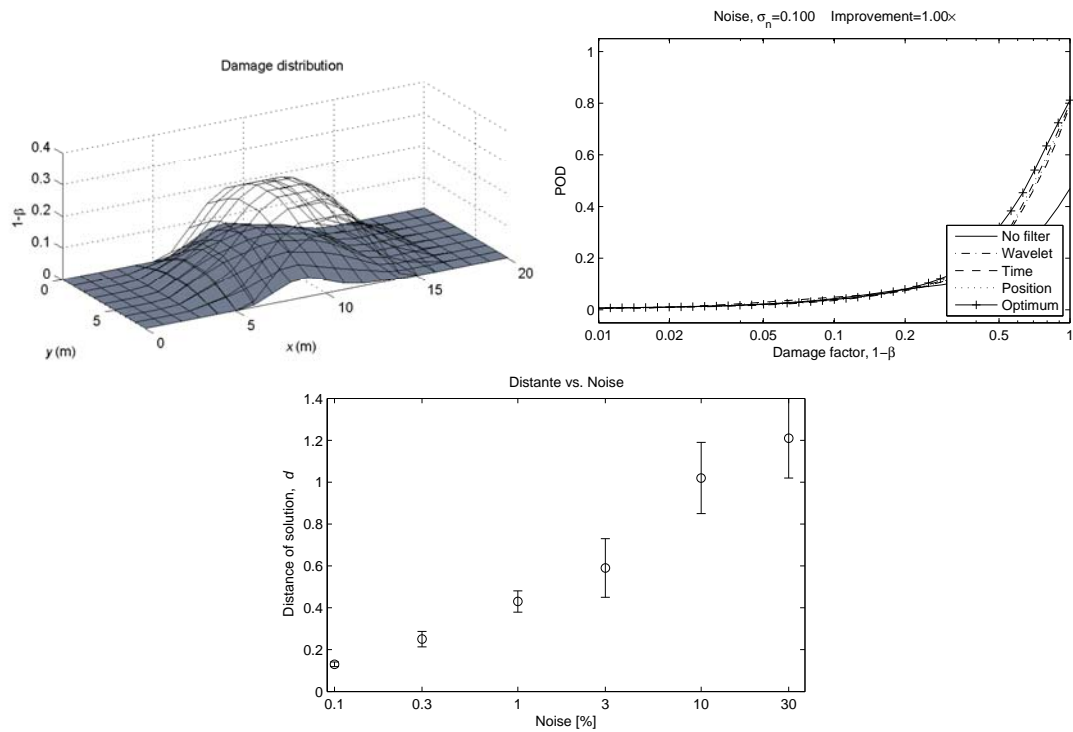 Damage distribution
0.4
0.3
0.2
0.1
0
1-β
0
5
y (m)
0
5
10
15
20
x (m)
Noise, σn=0.100 Improvement=1.00×
1
0.8
0.6
0.4
0.2
0
POD
No filter
Wavelet
Time
Position
Optimum
0.01 0.02 0.05 0.1 0.2 0.5 1
Damage factor, 1−β
Distante vs. Noise
1.4
1.2
1
0.8
0.6
0.4
0.2
0
Distance of solution, d
0.1 0.3 1 3 10 30
Noise [%]